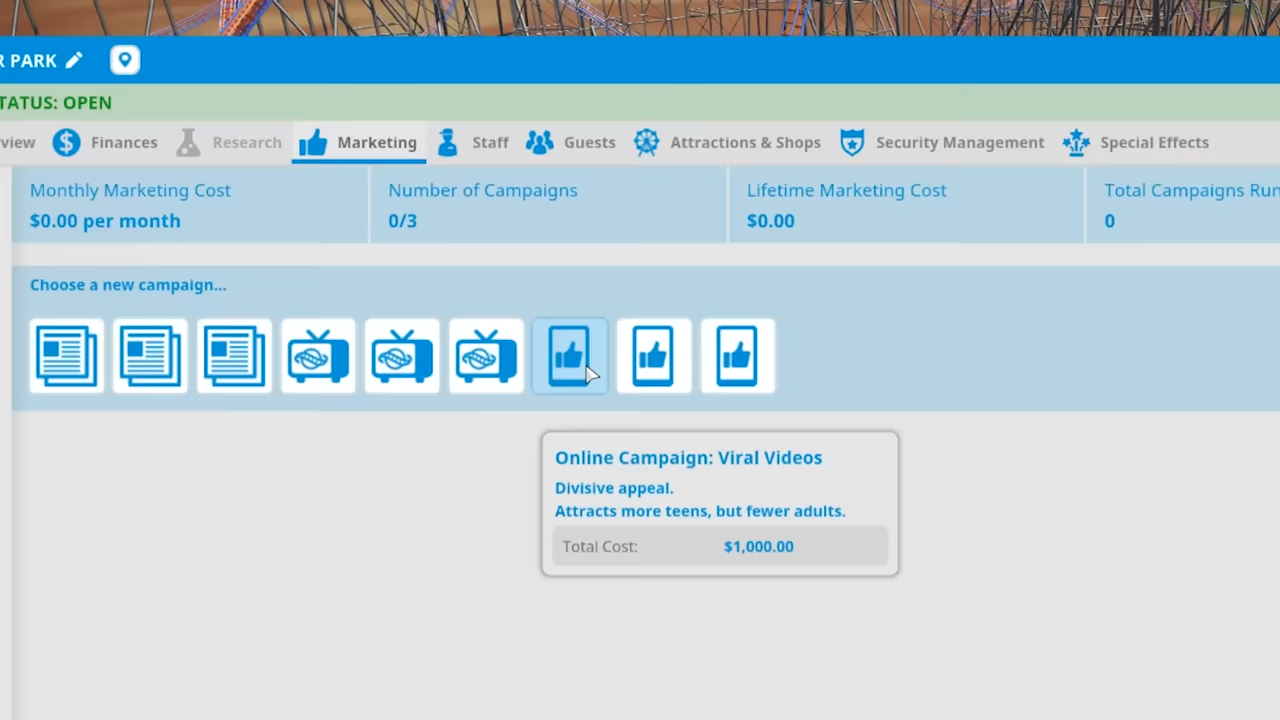 R PARK
TATUS: OPEN
view Finances Research Marketing Staff Guests Attractions & Shops Security Management Special Effects
Monthly Marketing Cost Number of Campaigns Lifetime Marketing Cost Total Campaigns Run
$0.00 per month 0/3 $0.00 0
Choose a new campaign...
Online Campaign: Viral Videos
Divisive appeal.
Attracts more teens, but fewer adults.
Total Cost: $1,000.00